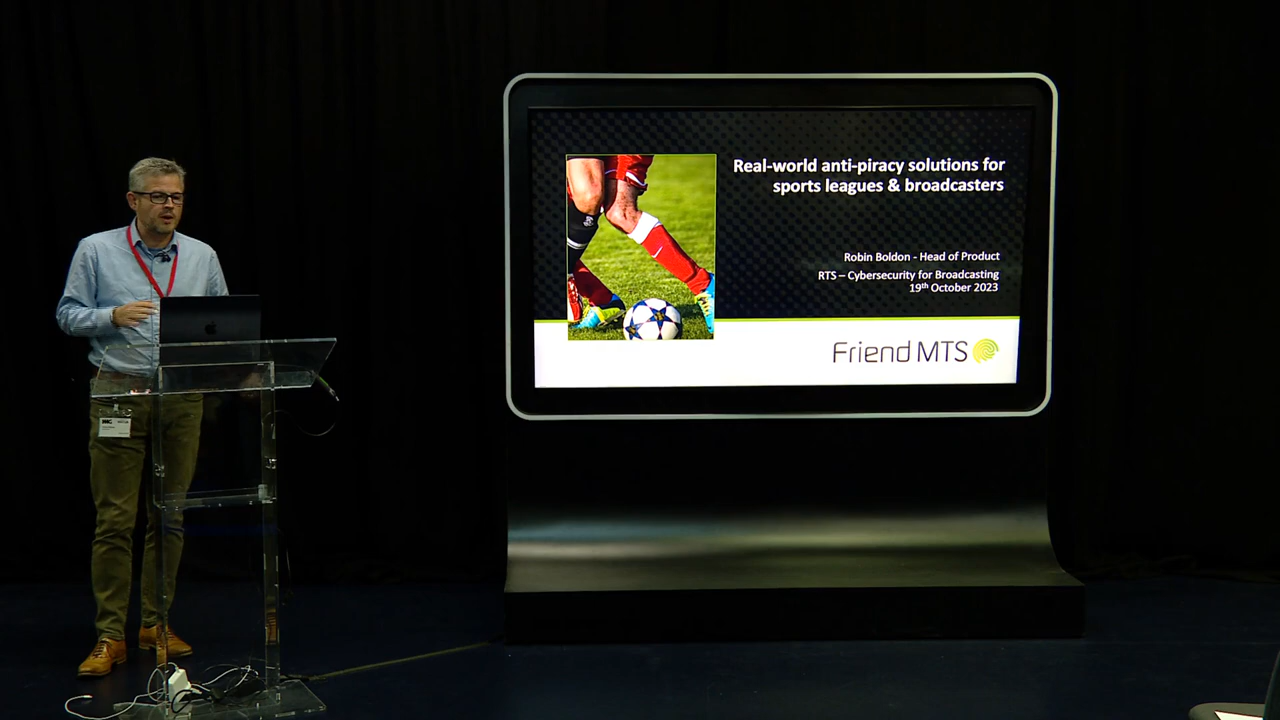 Real-world anti-piracy solutions for
sports leagues & broadcasters
Robin Boldon - Head of Product
RTS – Cybersecurity for Broadcasting
19th October 2023
Friend MTS
IMG